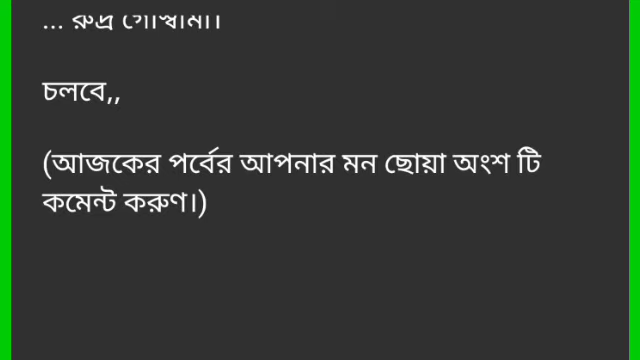 ... রুদ্র গোস্বামী।
চলবে,,
(আজকের পর্বের আপনার মন ছোয়া অংশ টি
কমেন্ট করুণ।)